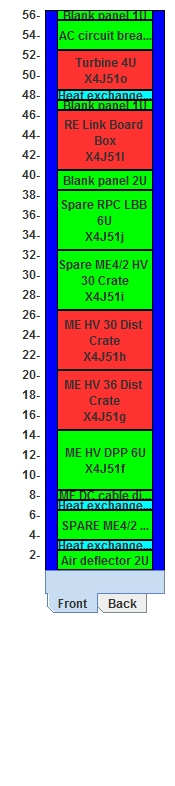 56-
Blank panel 1U
54-
AC circuit brea...
52-
Turbine 4U
50-
X4J51o
48-
Heat exchange...
Blank panel 1U
46-
RE Link Board
44-
Box
42-
X4J51l
40-
Blank panel 2U
38-
Spare RPC LBB
36-
6U
34-
X4J51j
32-
Spare ME4/2 HV
30-
30 Crate
28-
X4J51i
26-
ME HV 30 Dist
24-
Crate
22-
X4J51h
20-
ME HV 36 Dist
18-
Crate
16-
X4J51g
14-
ME HV DPP 6U
12-
X4J51f
10-
8-
ME DC cable di...
Heat exchange...
6-
SPARE ME4/2 ...
4-
Heat exchange...
2-
Air deflector 2U
Front
Back